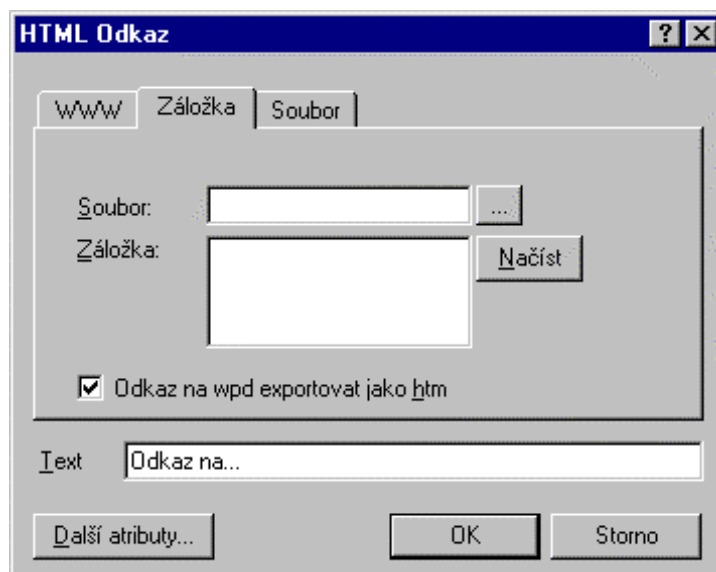 HTML Odkaz
WWW Záložka Soubor
Soubor: ...
Záložka: Načíst
Odkaz na wpd exportovat jako htm
Text Odkaz na...
Další atributy... OK Storno